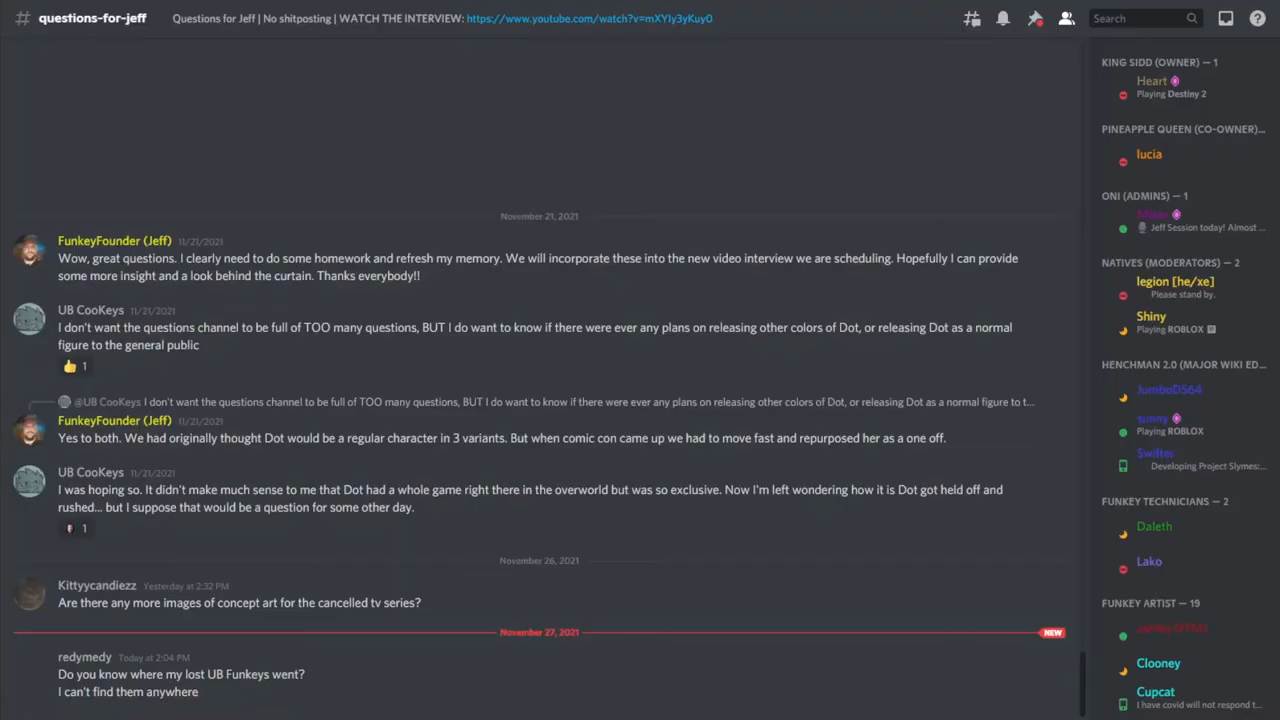 questions-for-jeff
Questions for Jeff | No shitposting | WATCH THE INTERVIEW: https://www.youtube.com/watch?v=mXYIy3yKuy0
Search
November 21, 2021
FunkeyFounder (Jeff) 11/21/2021
Wow, great questions. I clearly need to do some homework and refresh my memory. We will incorporate these into the new video interview we are scheduling. Hopefully I can provide
some more insight and a look behind the curtain. Thanks everybody!!
UB CooKeys 11/21/2021
I don't want the questions channel to be full of TOO many questions, BUT I do want to know if there were ever any plans on releasing other colors of Dot, or releasing Dot as a normal
figure to the general public
1
@UB CooKeys I don't want the questions channel to be full of TOO many questions, BUT I do want to know if there were ever any plans on releasing other colors of Dot, or releasing Dot as a normal figure to t...
FunkeyFounder (Jeff) 11/21/2021
Yes to both. We had originally thought Dot would be a regular character in 3 variants. But when comic con came up we had to move fast and repurposed her as a one off.
UB CooKeys 11/21/2021
I was hoping so. It didn't make much sense to me that Dot had a whole game right there in the overworld but was so exclusive. Now I'm left wondering how it is Dot got held off and
rushed... but I suppose that would be a question for some other day.
1
November 26, 2021
Kittyycandiezz Yesterday at 2:32 PM
Are there any more images of concept art for the cancelled tv series?
November 27, 2021 NEW
redymedy Today at 2:04 PM
Do you know where my lost UB Funkeys went?
I can't find them anywhere
KING SIDD (OWNER) — 1
Heart
Playing Destiny 2
PINEAPPLE QUEEN (CO-OWNER)...
lucia
ONI (ADMINS) — 1
Jeff Session today! Almost ...
NATIVES (MODERATORS) — 2
legion [he/xe]
Please stand by.
Shiny
Playing ROBLOX
HENCHMAN 2.0 (MAJOR WIKI ED...
JumboDS64
sunny
Playing ROBLOX
Swifter
Developing Project Slymes:...
FUNKEY TECHNICIANS — 2
Daleth
Lako
FUNKEY ARTIST — 19
Clooney
Cupcat
I have covid will not respond t...